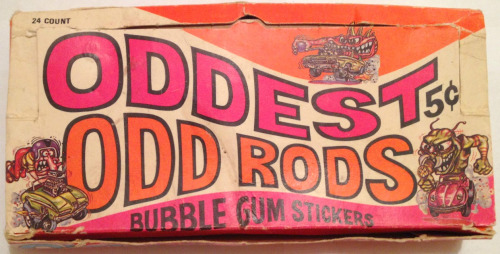 24 COUNT
ODDEST 5¢
ODD RODS
BUBBLE GUM STICKERS